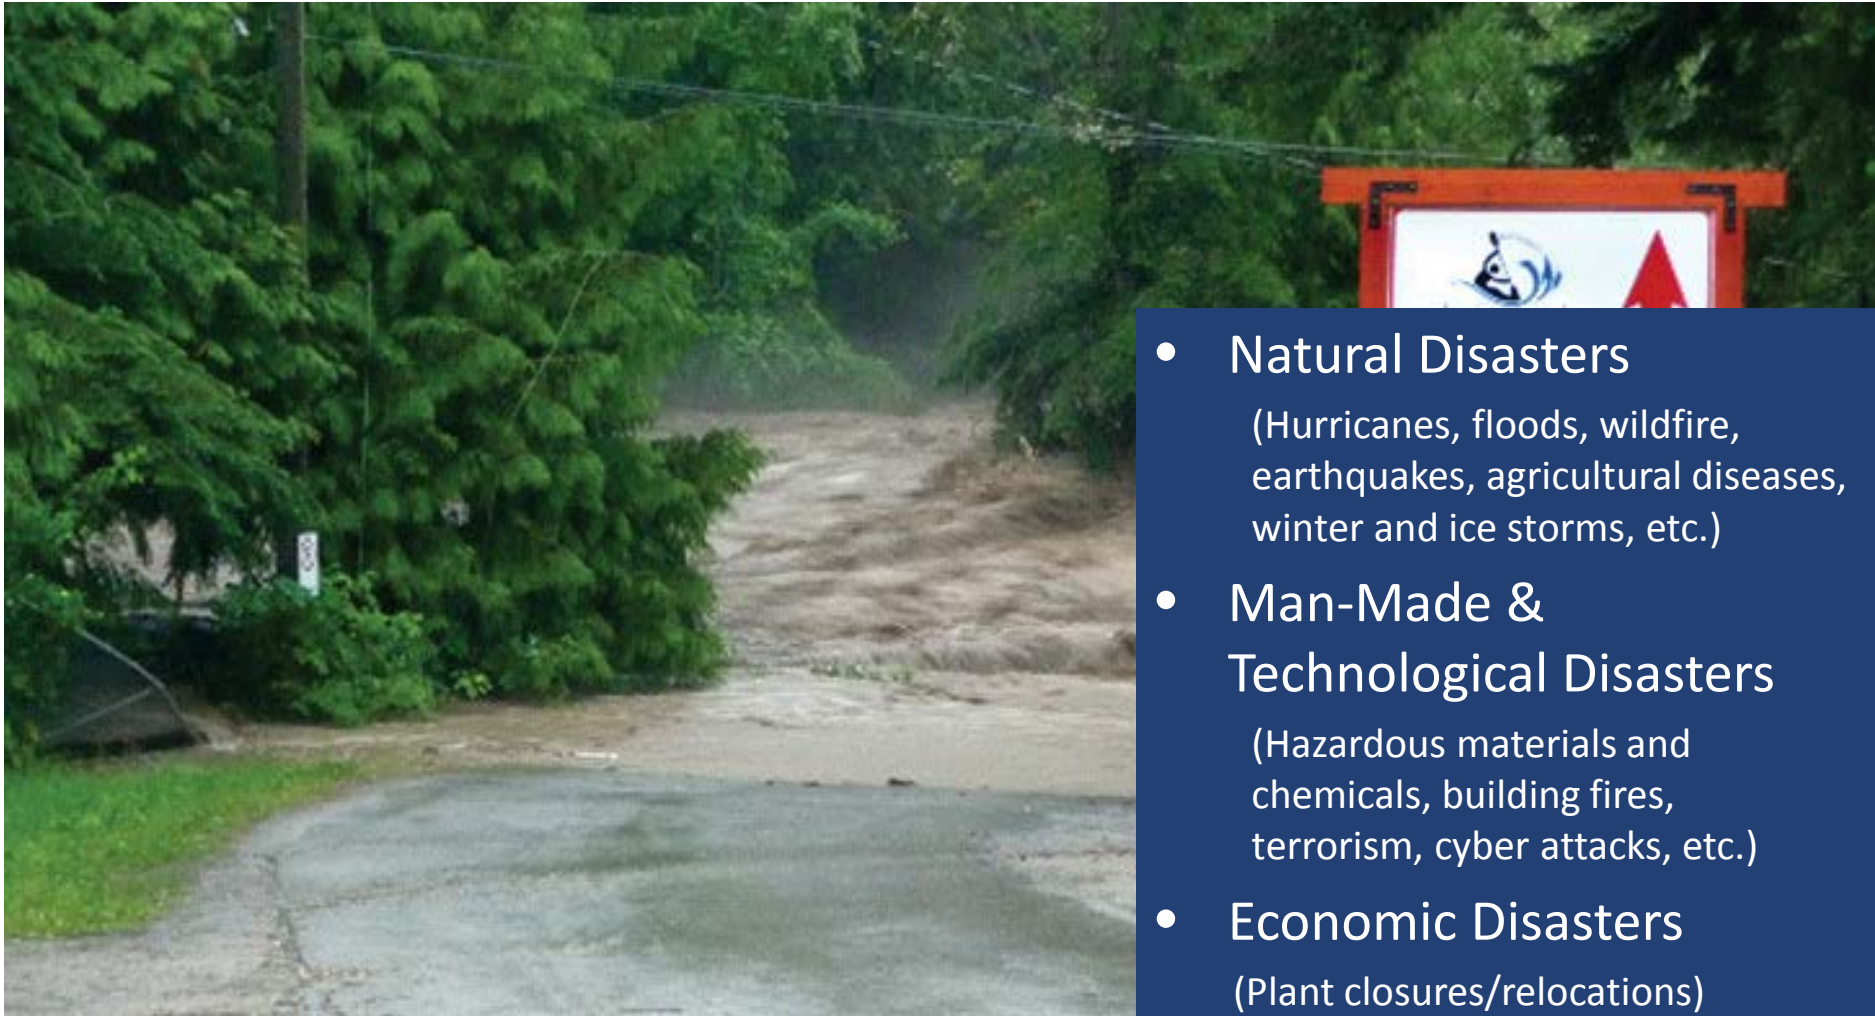 • Natural Disasters
(Hurricanes, floods, wildfire,
earthquakes, agricultural diseases,
winter and ice storms, etc.)
• Man-Made &
Technological Disasters
(Hazardous materials and
chemicals, building fires,
terrorism, cyber attacks, etc.)
• Economic Disasters
(Plant closures/relocations)